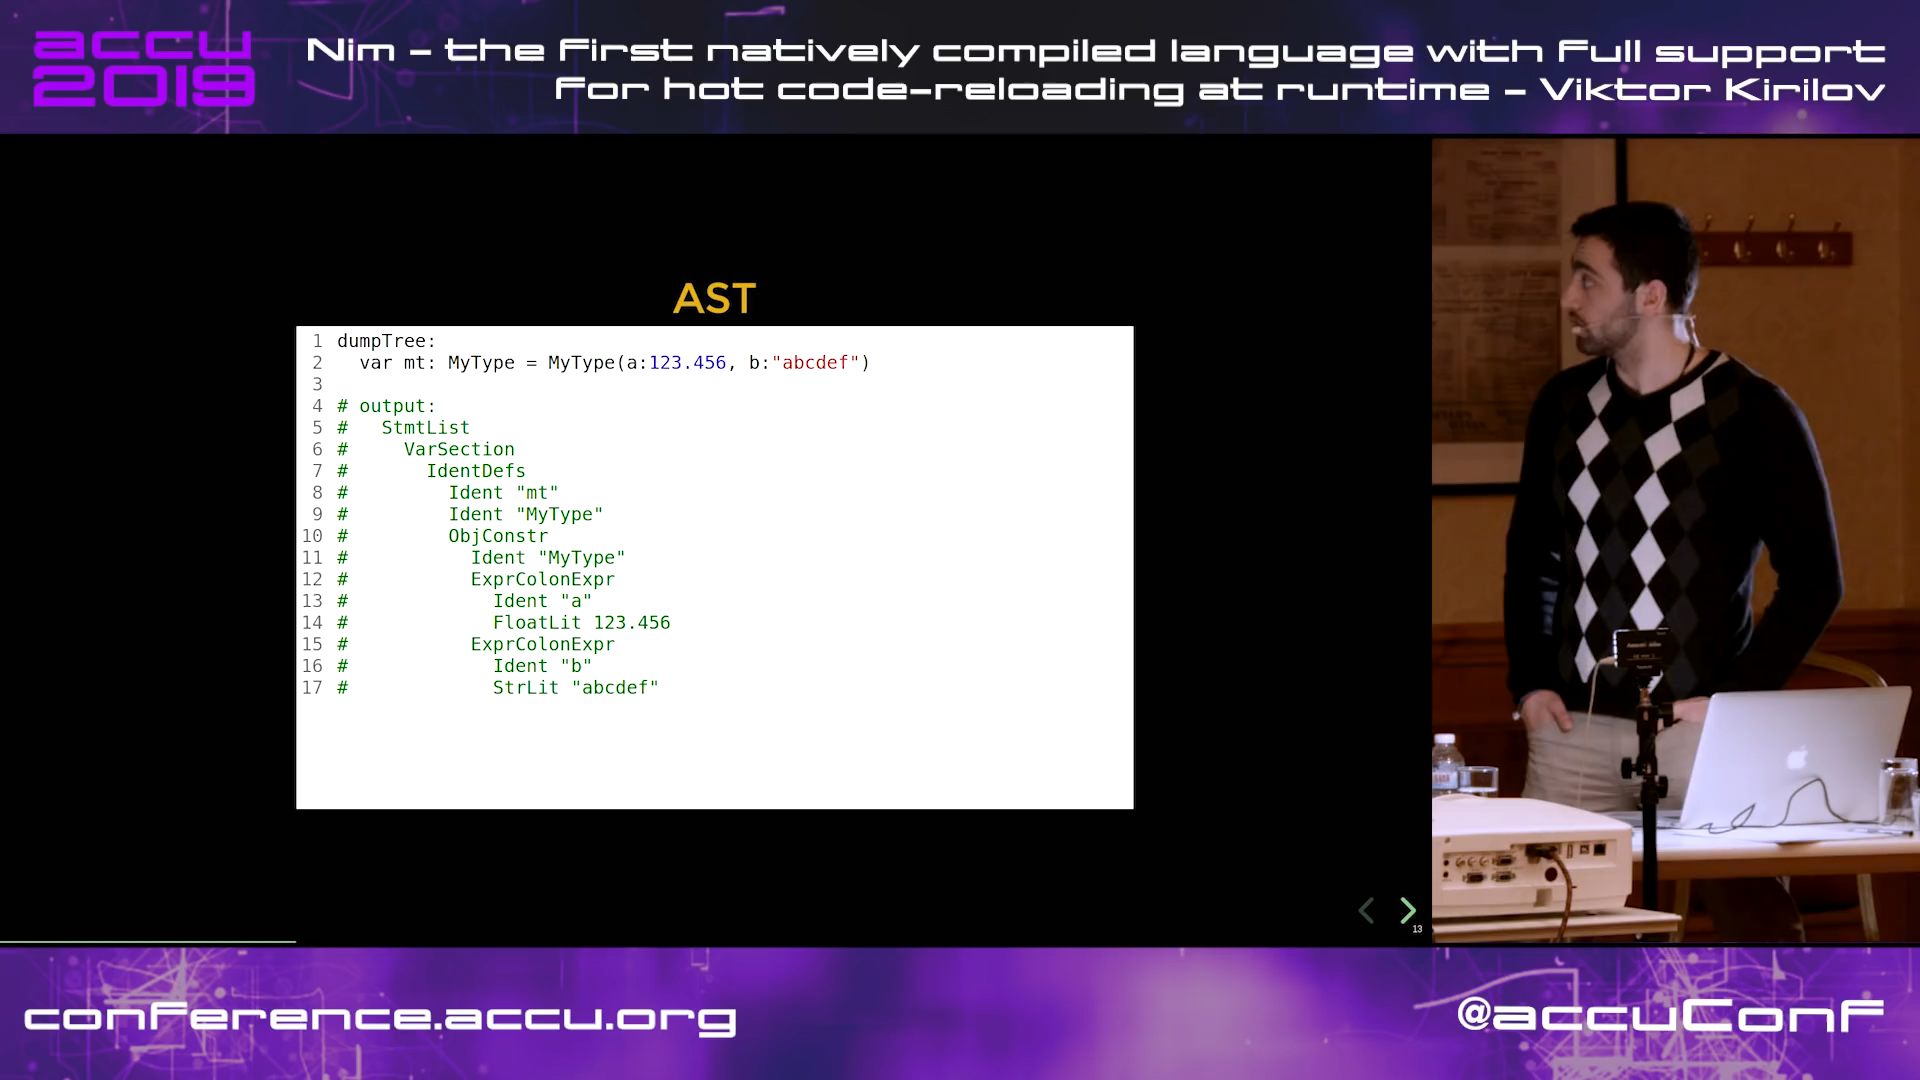 accu
2019
Nim – the first natively compiled language with full support
for hot code-reloading at runtime - Viktor Kirilov
AST
1 dumpTree:
2   var mt: MyType = MyType(a:123.456, b:"abcdef")
3
4 # output:
5 #   StmtList
6 #     VarSection
7 #       IdentDefs
8 #         Ident "mt"
9 #         Ident "MyType"
10 #         ObjConstr
11 #           Ident "MyType"
12 #           ExprColonExpr
13 #             Ident "a"
14 #             FloatLit 123.456
15 #           ExprColonExpr
16 #             Ident "b"
17 #             StrLit "abcdef"
13
conference.accu.org
@accuConf